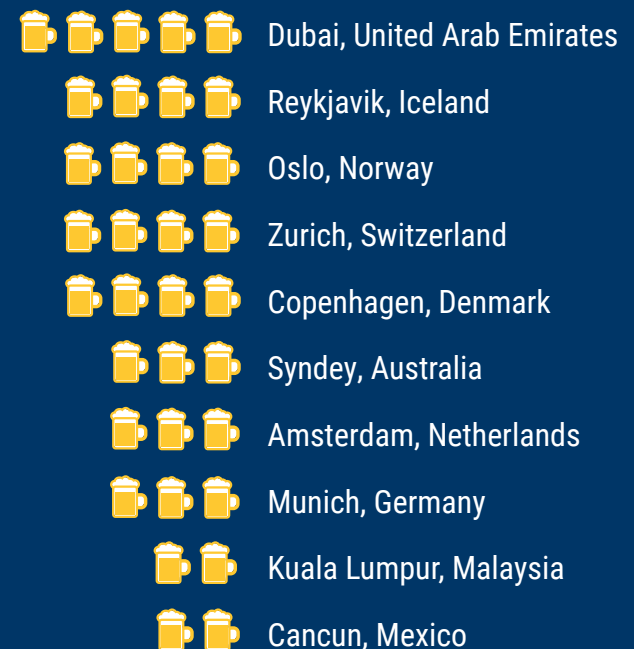 Dubai, United Arab Emirates
Reykjavik, Iceland
Oslo, Norway
Zurich, Switzerland
Copenhagen, Denmark
Syndey, Australia
Amsterdam, Netherlands
Munich, Germany
Kuala Lumpur, Malaysia
Cancun, Mexico